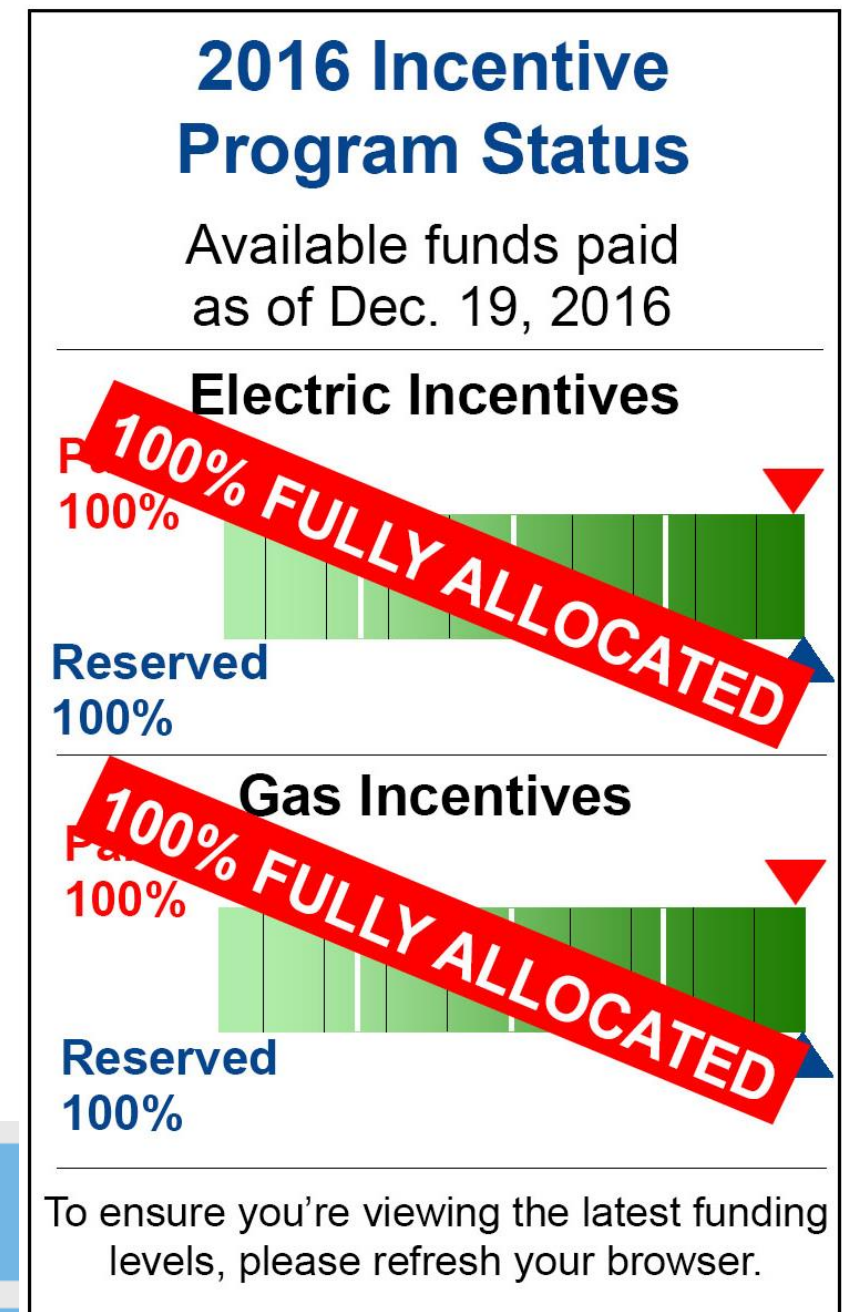 2016 Incentive
Program Status
Available funds paid
as of Dec. 19, 2016
Electric Incentives
100% FULLY ALLOCATED
100%
Reserved
100%
Gas Incentives
100% FULLY ALLOCATED
100%
Reserved
100%
To ensure you’re viewing the latest funding
levels, please refresh your browser.